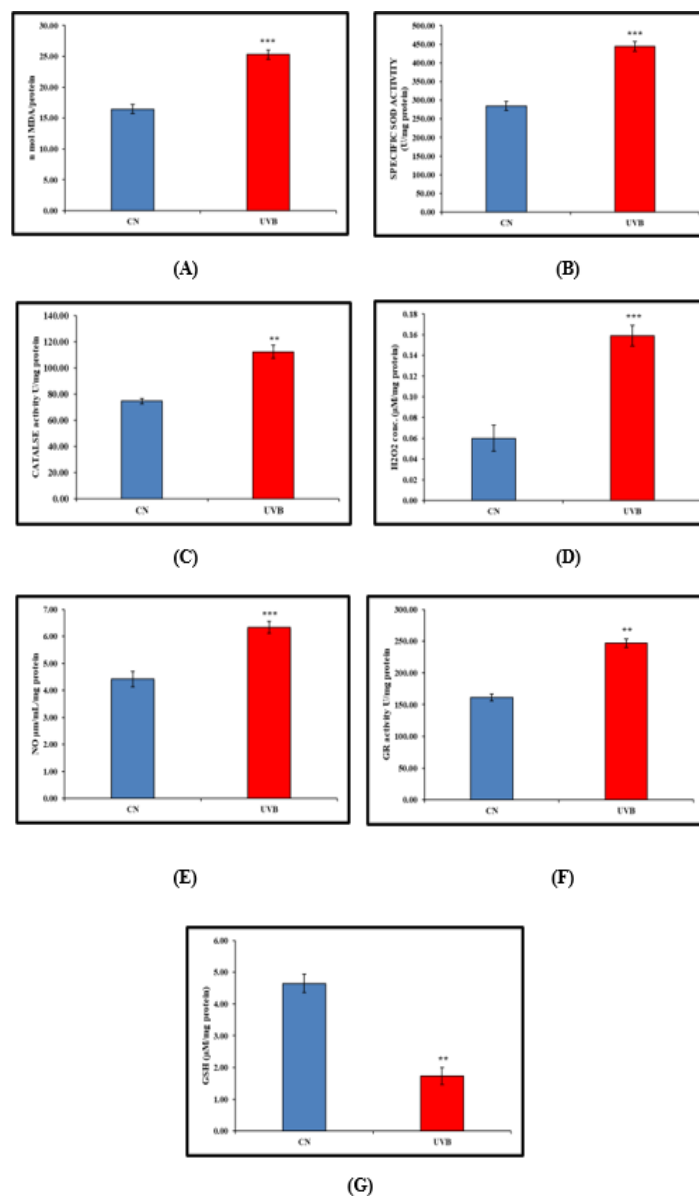 n mol MDA/protein
30.00
25.00
20.00
15.00
10.00
5.00
0.00
***
CN
UVB
(A)
SPECIFIC SOD ACTIVITY
(U/mg protein)
500.00
450.00
400.00
350.00
300.00
250.00
200.00
150.00
100.00
50.00
0.00
***
CN
UVB
(B)
CATALSE activity U/mg protein
140.00
120.00
100.00
80.00
60.00
40.00
20.00
0.00
**
CN
UVB
(C)
H2O2 conc. (µM/mg protein)
0.18
0.16
0.14
0.12
0.10
0.08
0.06
0.04
0.02
0.00
***
CN
UVB
(D)
NO µm/mL/mg protein
7.00
6.00
5.00
4.00
3.00
2.00
1.00
0.00
***
CN
UVB
(E)
GR activity U/mg protein
300.00
250.00
200.00
150.00
100.00
50.00
0.00
**
CN
UVB
(F)
GSH (µM/mg protein)
6.00
5.00
4.00
3.00
2.00
1.00
0.00
**
CN
UVB
(G)